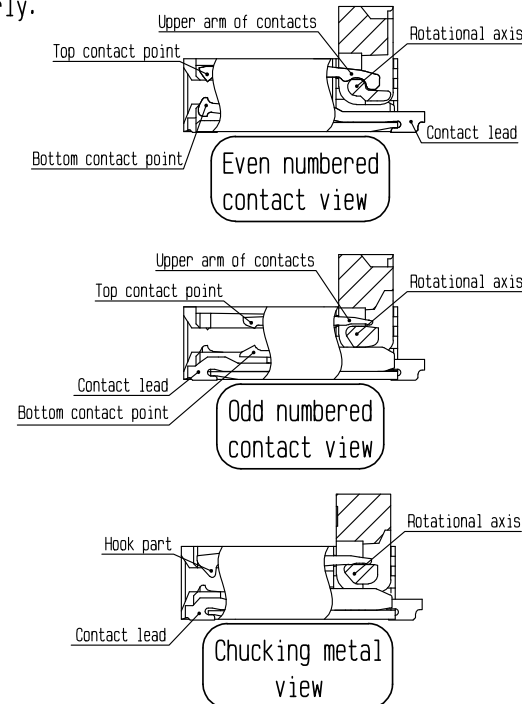 Upper arm of contacts
Rotational axis
Top contact point
Contact lead
Bottom contact point
Even numbered
contact view
Upper arm of contacts
Rotational axis
Top contact point
Contact lead
Bottom contact point
Odd numbered
contact view
Rotational axis
Hook part
Contact lead
Chucking metal
view